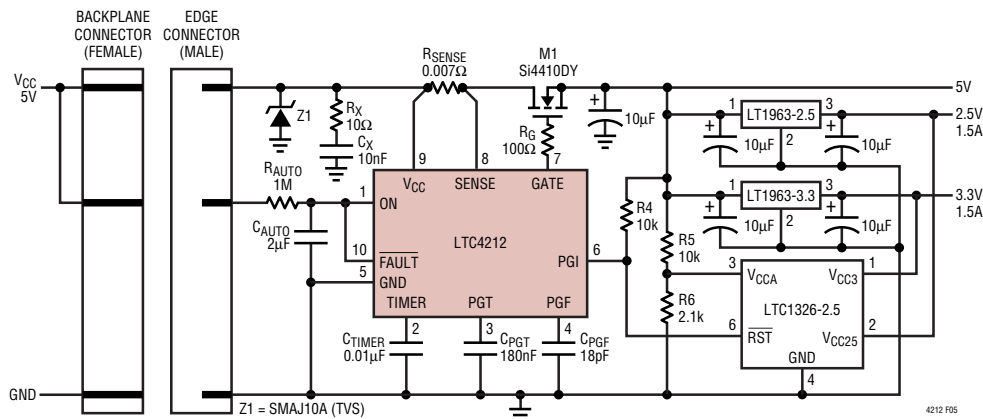 BACKPLANE
CONNECTOR
(FEMALE)
EDGE
CONNECTOR
(MALE)
VCC
5V
GND
Z1
RX
10Ω
CX
10nF
RSENSE
0.007Ω
M1
Si4410DY
RG
100Ω
+
10µF
5V
1
LT1963-2.5
3
2
+
10µF
+
10µF
2.5V
1.5A
1
LT1963-3.3
3
2
+
10µF
+
10µF
3.3V
1.5A
RAUTO
1M
CAUTO
2µF
9
8
7
VCC
SENSE
GATE
1
ON
LTC4212
10
FAULT
5
GND
PGI
6
TIMER
PGT
PGF
2
3
4
CTIMER
0.01µF
CPGT
180nF
CPGF
18pF
R4
10k
R5
10k
R6
2.1k
3
VCCA
VCC3
1
LTC1326-2.5
6
RST
VCC25
2
GND
4
Z1 = SMAJ10A (TVS)
4212 F05